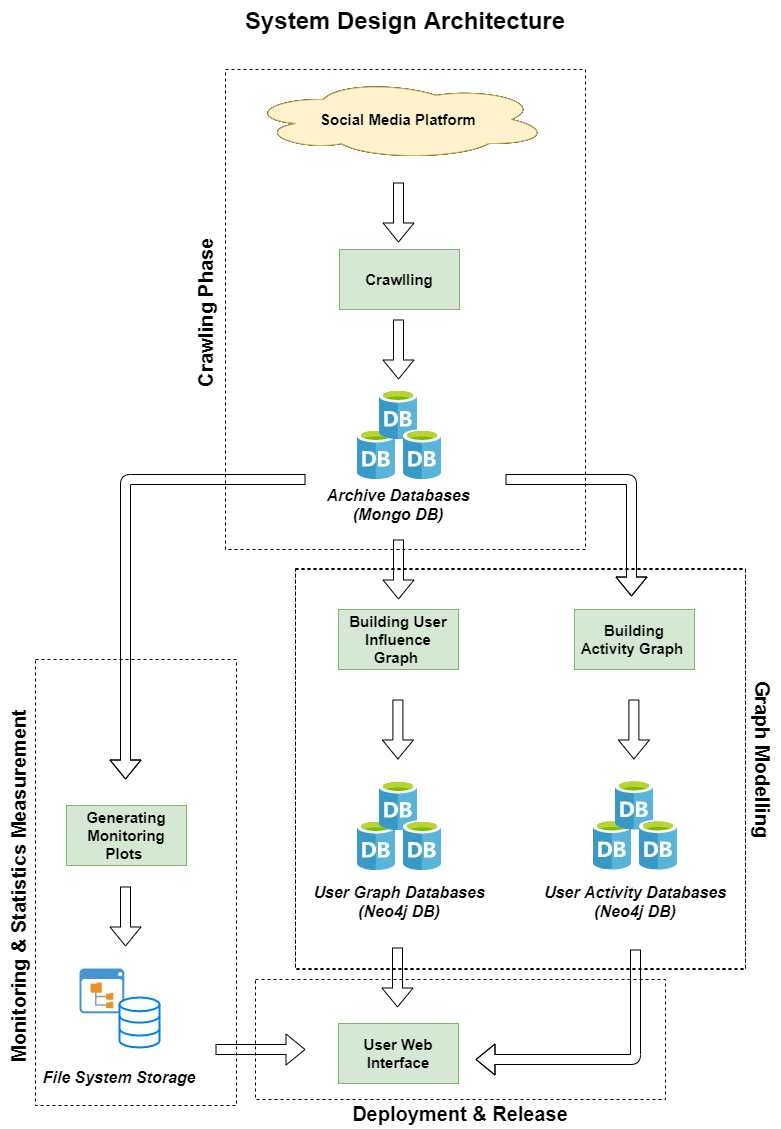 System Design Architecture
Social Media Platform
Crawling Phase
Crawlling
DB
DB
DB
Archive Databases
(Mongo DB)
Building User
Influence
Graph
Building
Activity Graph
Graph Modelling
Monitoring & Statistics Measurement
Generating
Monitoring
Plots
DB
DB
DB
DB
DB
DB
User Graph Databases
(Neo4j DB)
User Activity Databases
(Neo4j DB)
File System Storage
User Web
Interface
Deployment & Release